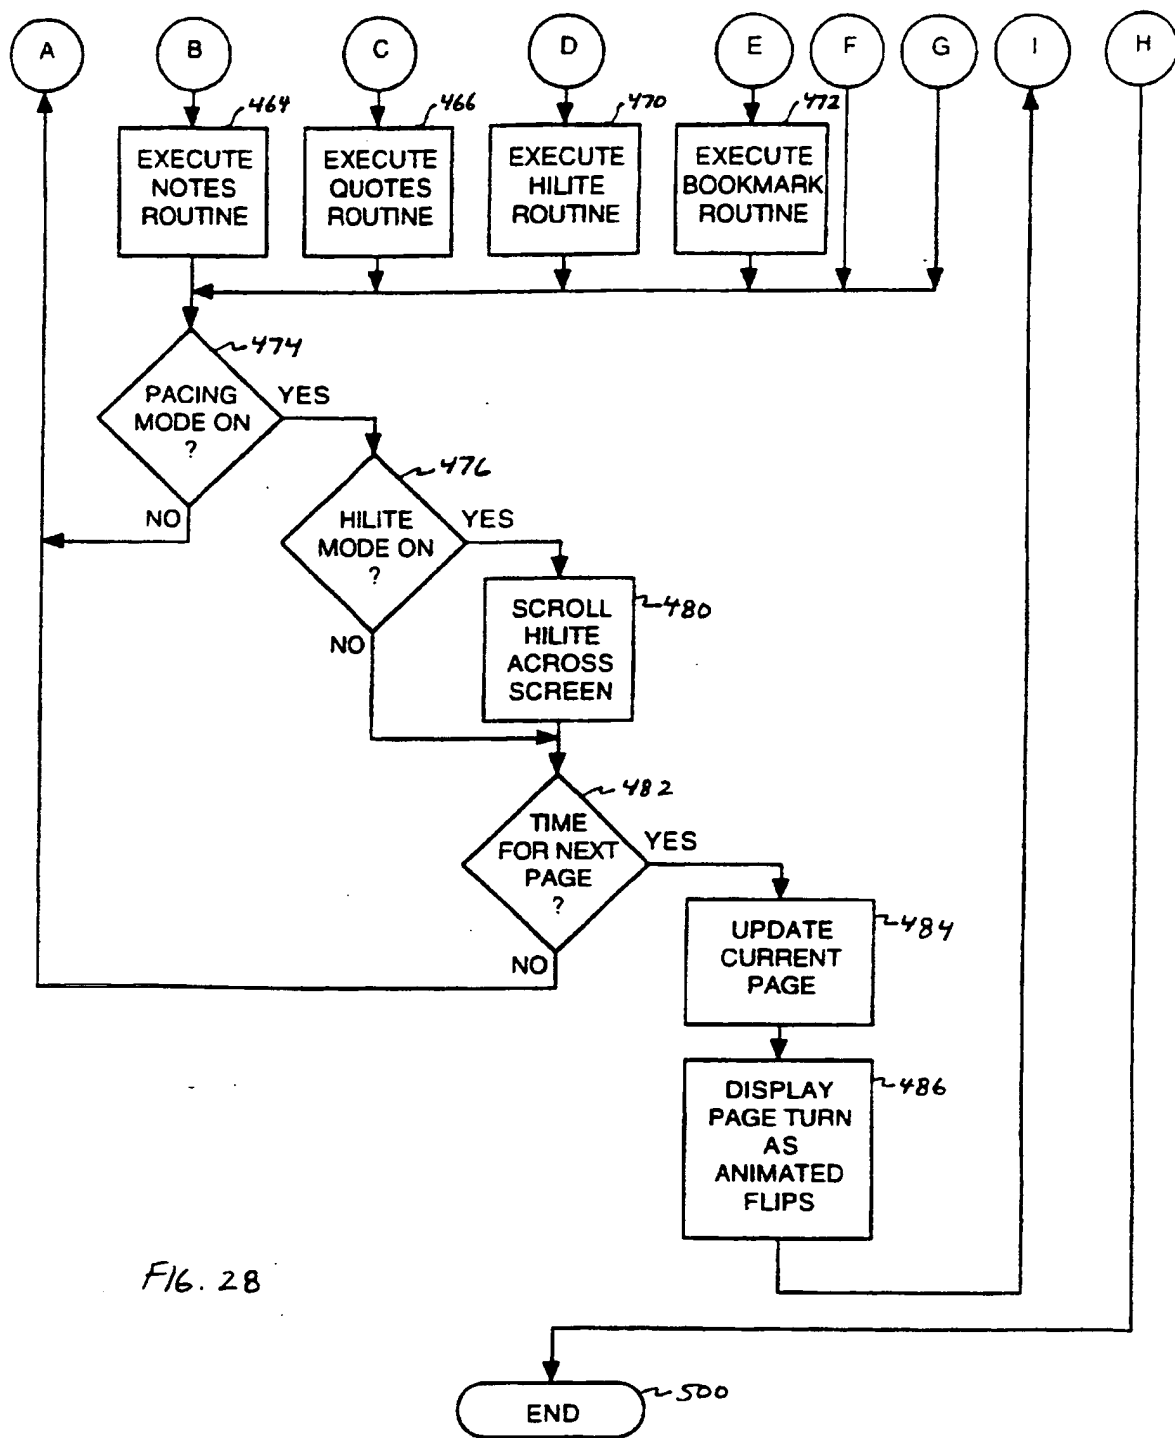 A B C D E F G I H
464
466
470
472
EXECUTE
NOTES
ROUTINE
EXECUTE
QUOTES
ROUTINE
EXECUTE
HILITE
ROUTINE
EXECUTE
BOOKMARK
ROUTINE
474
PACING
MODE ON
?
YES
NO
476
HILITE
MODE ON
?
YES
NO
480
SCROLL
HILITE
ACROSS
SCREEN
482
TIME
FOR NEXT
PAGE
?
YES
NO
484
UPDATE
CURRENT
PAGE
486
DISPLAY
PAGE TURN
AS
ANIMATED
FLIPS
FIG. 28
500
END